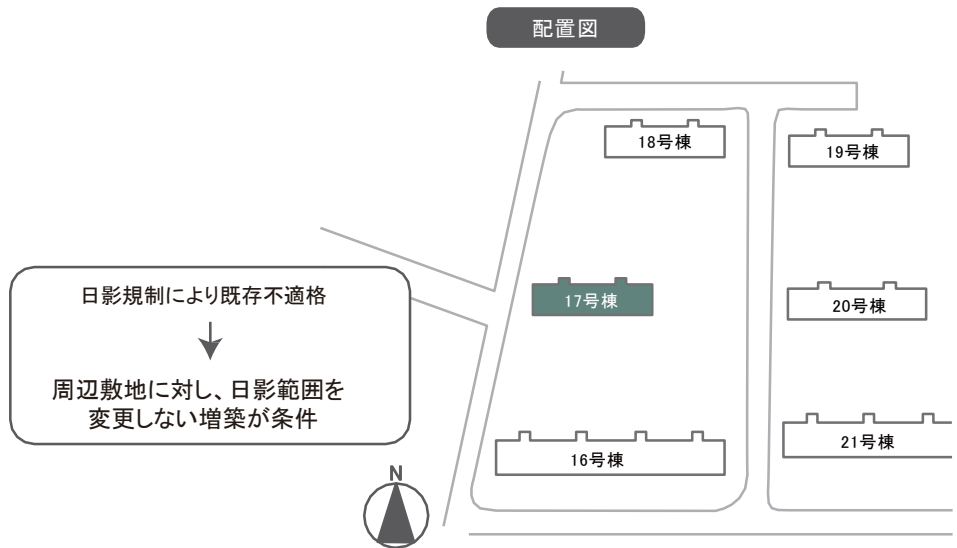 配置図
18号棟
19号棟
日影規制により既存不適格
17号棟
20号棟
周辺敷地に対し、日影範囲を
変更しない増築が条件
16号棟
21号棟
N